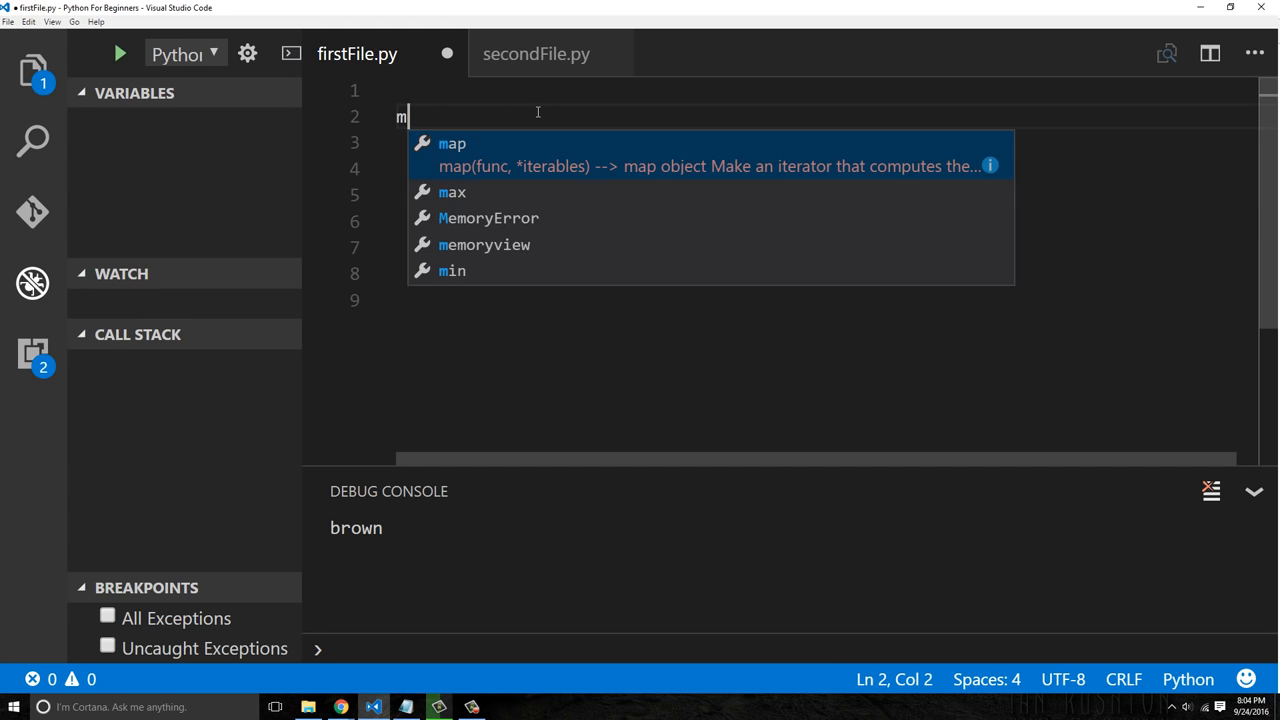 ● firstFile.py - Python For Beginners - Visual Studio Code
File Edit View Go Help
Python
firstFile.py
secondFile.py
1
VARIABLES
1
2 m
3
4
5
6
7
8
9
map
map(func, *iterables) --> map object Make an iterator that computes the...
max
MemoryError
memoryview
min
WATCH
CALL STACK
2
DEBUG CONSOLE
brown
BREAKPOINTS
All Exceptions
Uncaught Exceptions
0 0
Ln 2, Col 2 Spaces: 4 UTF-8 CRLF Python
I'm Cortana. Ask me anything.
8:04 PM
9/24/2016